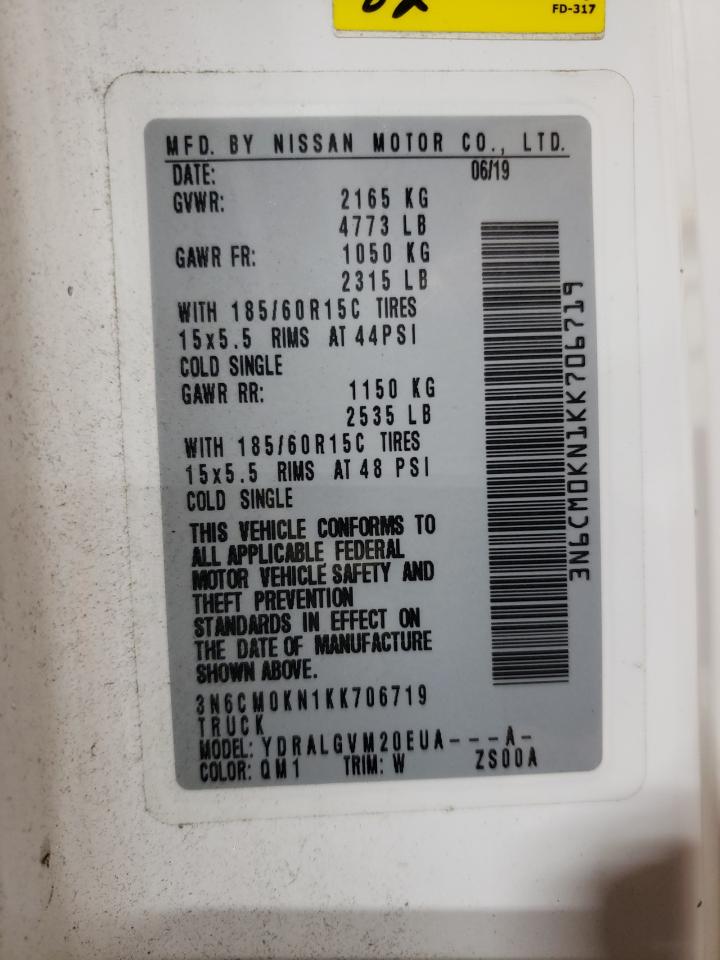 FD-317
MFD. BY NISSAN MOTOR CO., LTD.
DATE: 06/19
GVWR: 2165 KG
4773 LB
GAWR FR: 1050 KG
2315 LB
WITH 185/60R15C TIRES
15x5.5 RIMS AT 44PSI
COLD SINGLE
GAWR RR: 1150 KG
2535 LB
WITH 185/60R15C TIRES
15x5.5 RIMS AT 48 PSI
COLD SINGLE
THIS VEHICLE CONFORMS TO
ALL APPLICABLE FEDERAL
MOTOR VEHICLE SAFETY AND
THEFT PREVENTION
STANDARDS IN EFFECT ON
THE DATE OF MANUFACTURE
SHOWN ABOVE.
3N6CM0KN1KK706719
TRUCK
MODEL: YDRALGVM20EUA---A-
COLOR: QM1 TRIM: W ZS00A
3N6CM0KN1KK706719